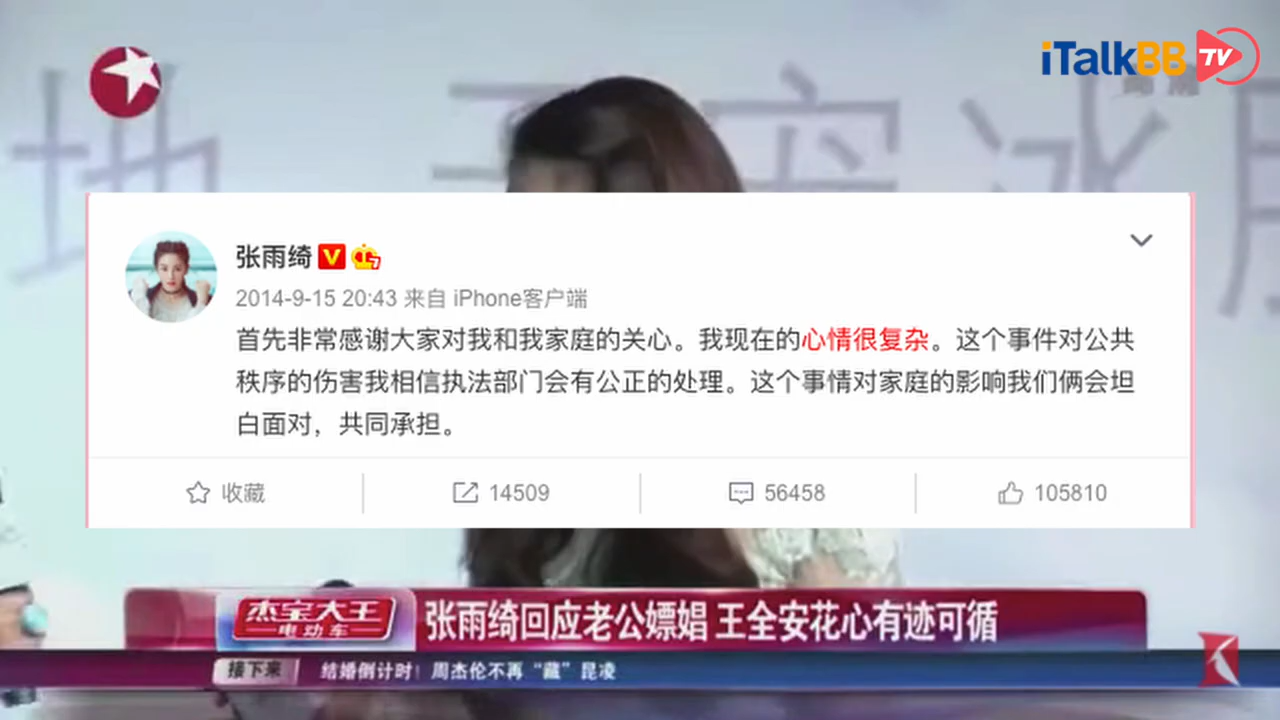 iTalkBB TV
地
张雨绮
2014-9-15 20:43 来自 iPhone客户端
首先非常感谢大家对我和我家庭的关心。我现在的心情很复杂。这个事件对公共
秩序的伤害我相信执法部门会有公正的处理。这个事情对家庭的影响我们俩会坦
白面对，共同承担。
收藏 14509 56458 105810
杰宝大王
电动车
张雨绮回应老公嫖娼 王全安花心有迹可循
接下来 结婚倒计时！周杰伦不再“藏”昆凌